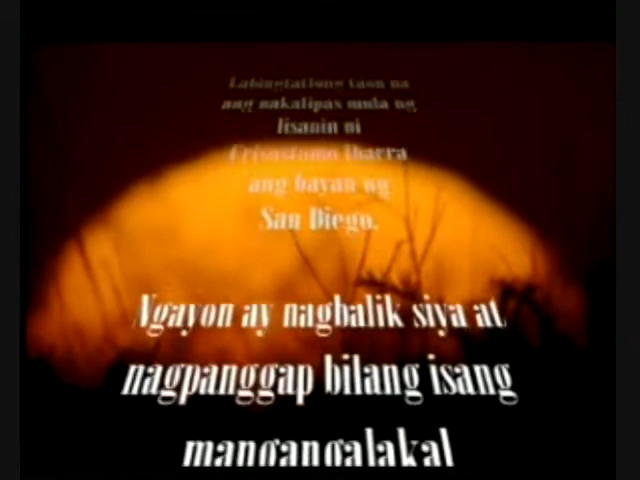 Labingtatlong taon na
ang nakalipas mula ng
lisanin ni
Crisostomo Ibarra
ang bayan ng
San Diego.
Ngayon ay nagbalik siya at
nagpanggap bilang isang
mangangalakal